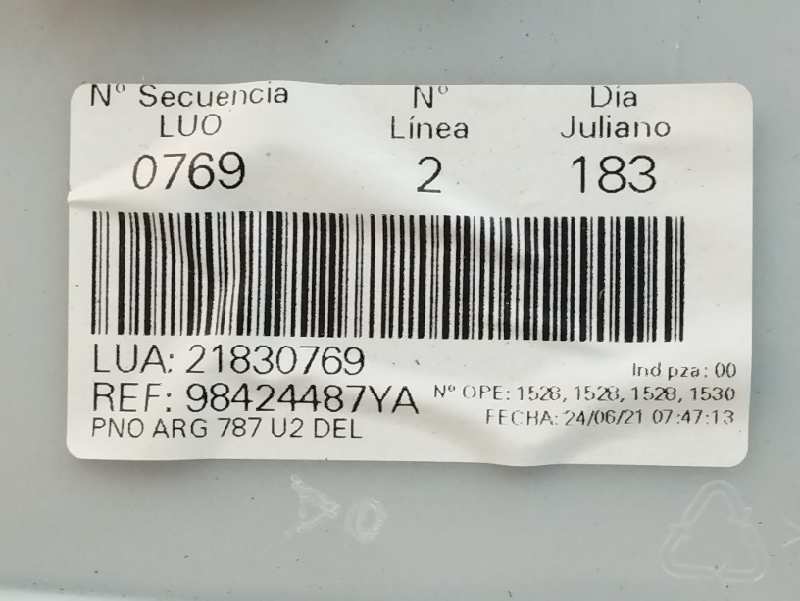 Nº Secuencia Nº Día
LUO Línea Juliano
0769 2 183
LUA: 21830769
Ind pza: 00
REF: 98424487YA
Nº OPE: 1528, 1528, 1528, 1530
PNO ARG 787 U2 DEL
FECHA: 24/06/21 07:47:13